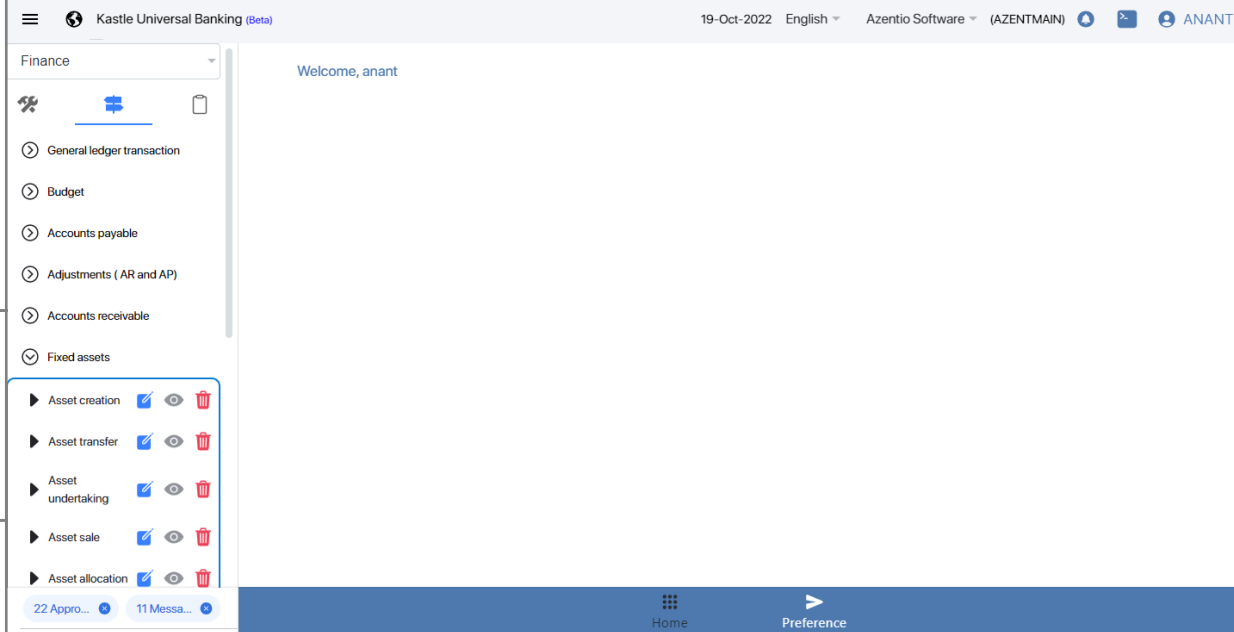 Kastle Universal Banking (Beta)
19-Oct-2022 English Azentio Software (AZENTMAIN) ANANT
Finance
Welcome, anant
General ledger transaction
Budget
Accounts payable
Adjustments ( AR and AP)
Accounts receivable
Fixed assets
Asset creation
Asset transfer
Asset
undertaking
Asset sale
Asset allocation
22 Appro... 11 Messa...
Home
Preference